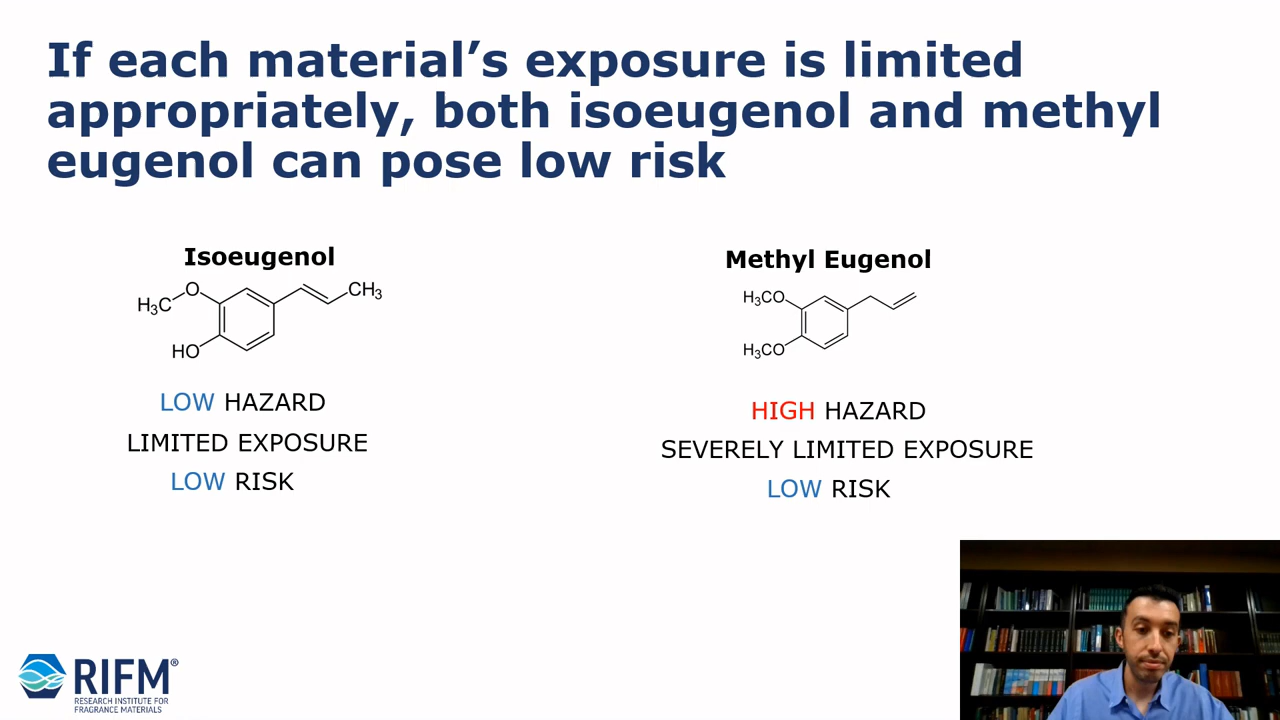 If each material’s exposure is limited
appropriately, both isoeugenol and methyl
eugenol can pose low risk
Isoeugenol
H3C
O
CH3
HO
LOW HAZARD
LIMITED EXPOSURE
LOW RISK
Methyl Eugenol
H3CO
H3CO
HIGH HAZARD
SEVERELY LIMITED EXPOSURE
LOW RISK
RIFM®
RESEARCH INSTITUTE FOR
FRAGRANCE MATERIALS